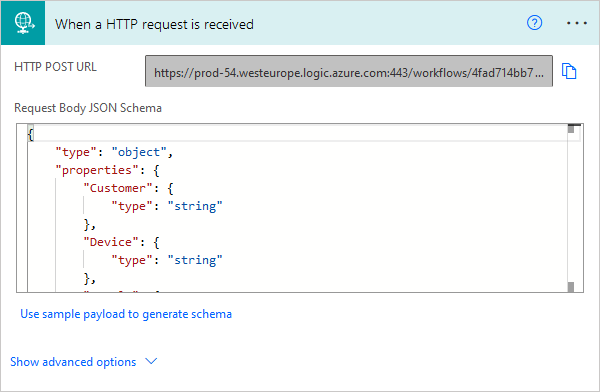 When a HTTP request is received
HTTP POST URL
https://prod-54.westeurope.logic.azure.com:443/workflows/4fad714bb7...
Request Body JSON Schema
{
    "type": "object",
    "properties": {
        "Customer": {
            "type": "string"
        },
        "Device": {
            "type": "string"
        },
Use sample payload to generate schema
Show advanced options